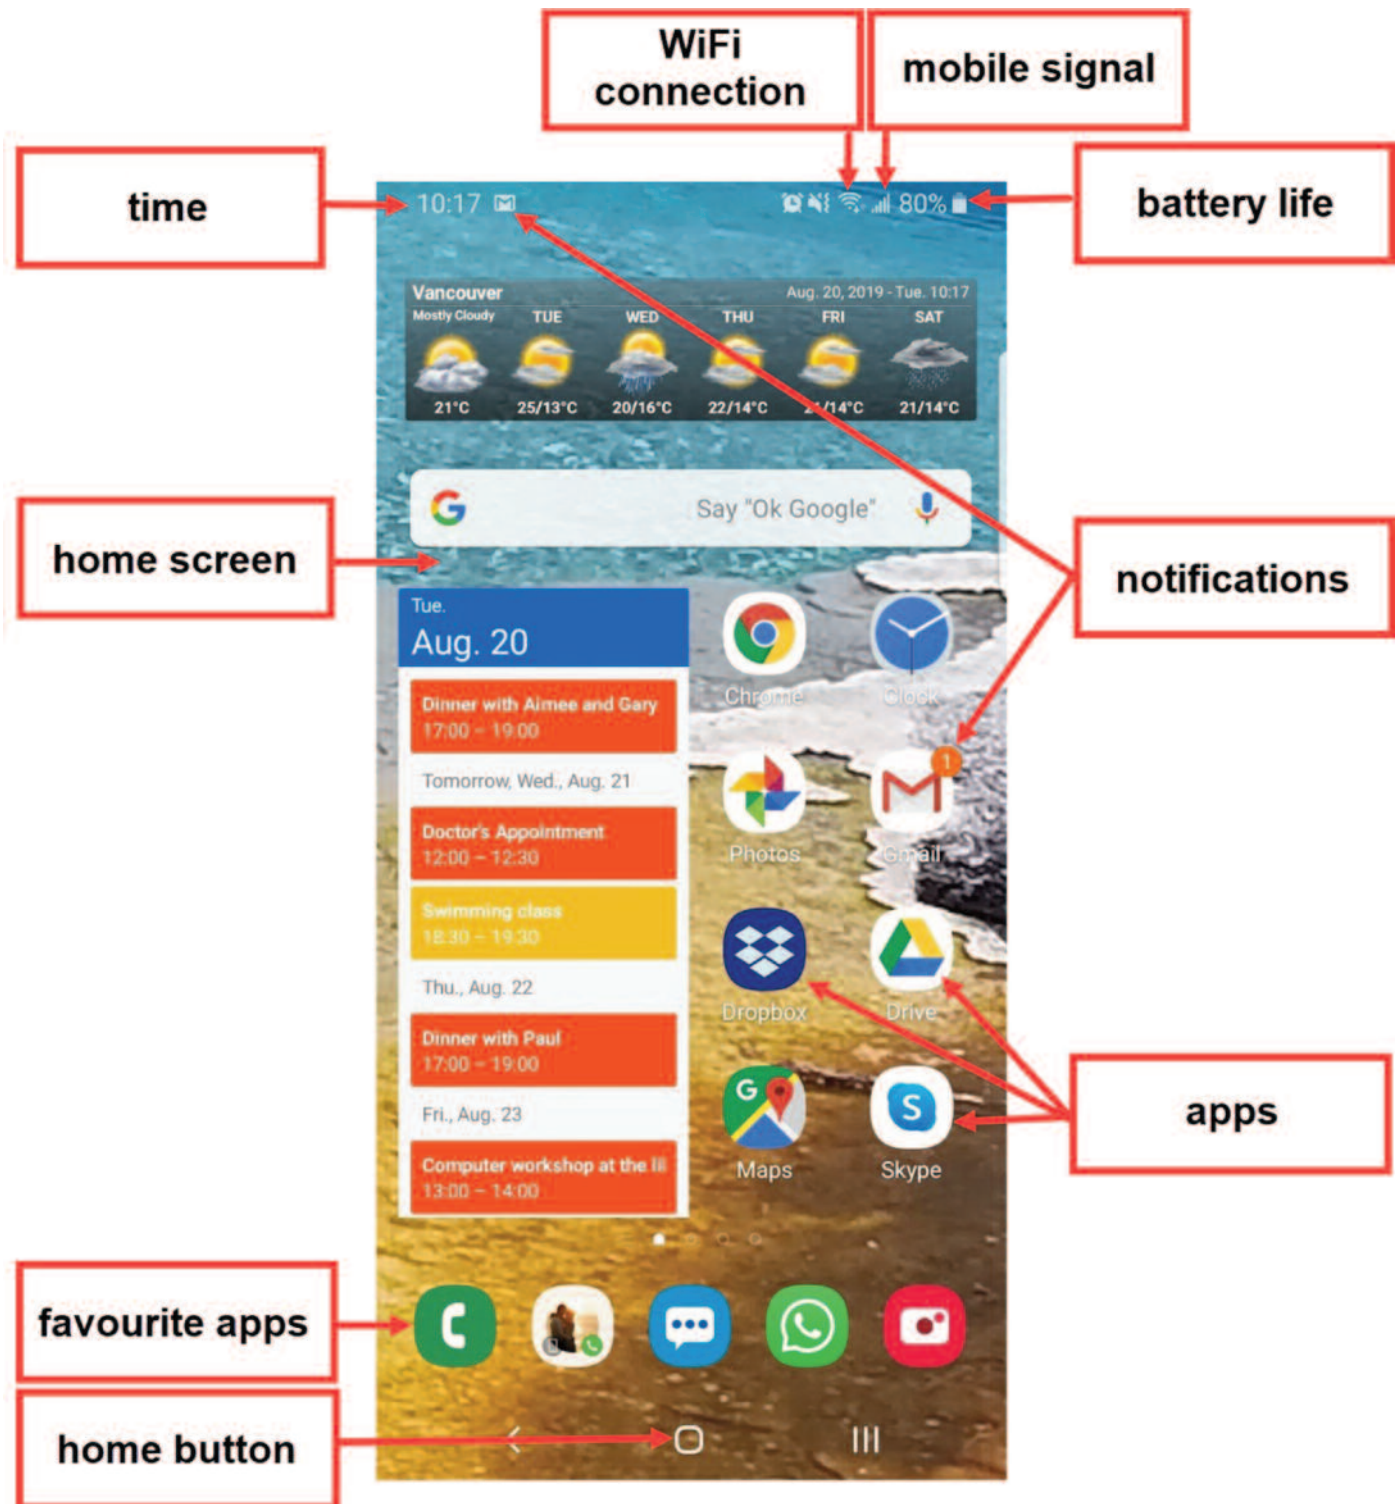 WiFi
connection
mobile signal
time
battery life
10:17
80%
Vancouver
Aug. 20, 2019 - Tue. 10:17
Mostly Cloudy
TUE
WED
THU
FRI
SAT
21°C
25/13°C
20/16°C
22/14°C
21/14°C
21/14°C
G
Say "Ok Google"
home screen
notifications
Tue.
Aug. 20
Dinner with Aimee and Gary
17:00 – 19:00
Tomorrow, Wed., Aug. 21
Doctor's Appointment
12:00 – 12:30
Swimming class
18:30 – 19:30
Thu., Aug. 22
Dinner with Paul
17:00 – 19:00
Fri., Aug. 23
Computer workshop at the li
13:00 – 14:00
Chrome
Clock
1
Photos
Gmail
Dropbox
Drive
G
S
Maps
Skype
apps
favourite apps
home button